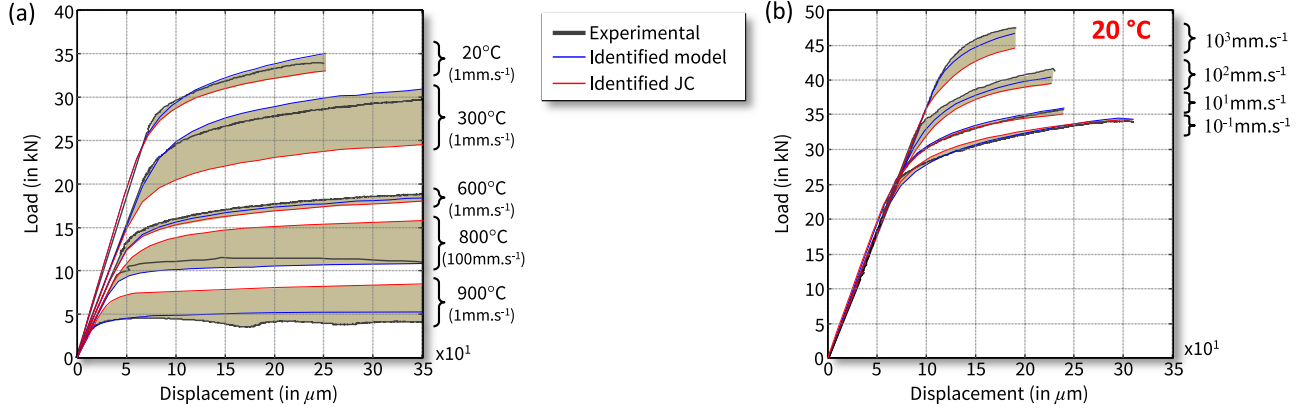 (a)
40
35
30
25
20
15
10
5
0
Load (in kN)
0 5 10 15 20 25 30 35
x10¹
Displacement (in μm)
20°C
(1mm.s⁻¹)
300°C
(1mm.s⁻¹)
600°C
(1mm.s⁻¹)
800°C
(100mm.s⁻¹)
900°C
(1mm.s⁻¹)
Experimental
Identified model
Identified JC
(b)
20 °C
50
45
40
35
30
25
20
15
10
5
0
Load (in kN)
0 5 10 15 20 25 30 35
x10¹
Displacement (in μm)
10³mm.s⁻¹
10²mm.s⁻¹
10¹mm.s⁻¹
10⁻¹mm.s⁻¹